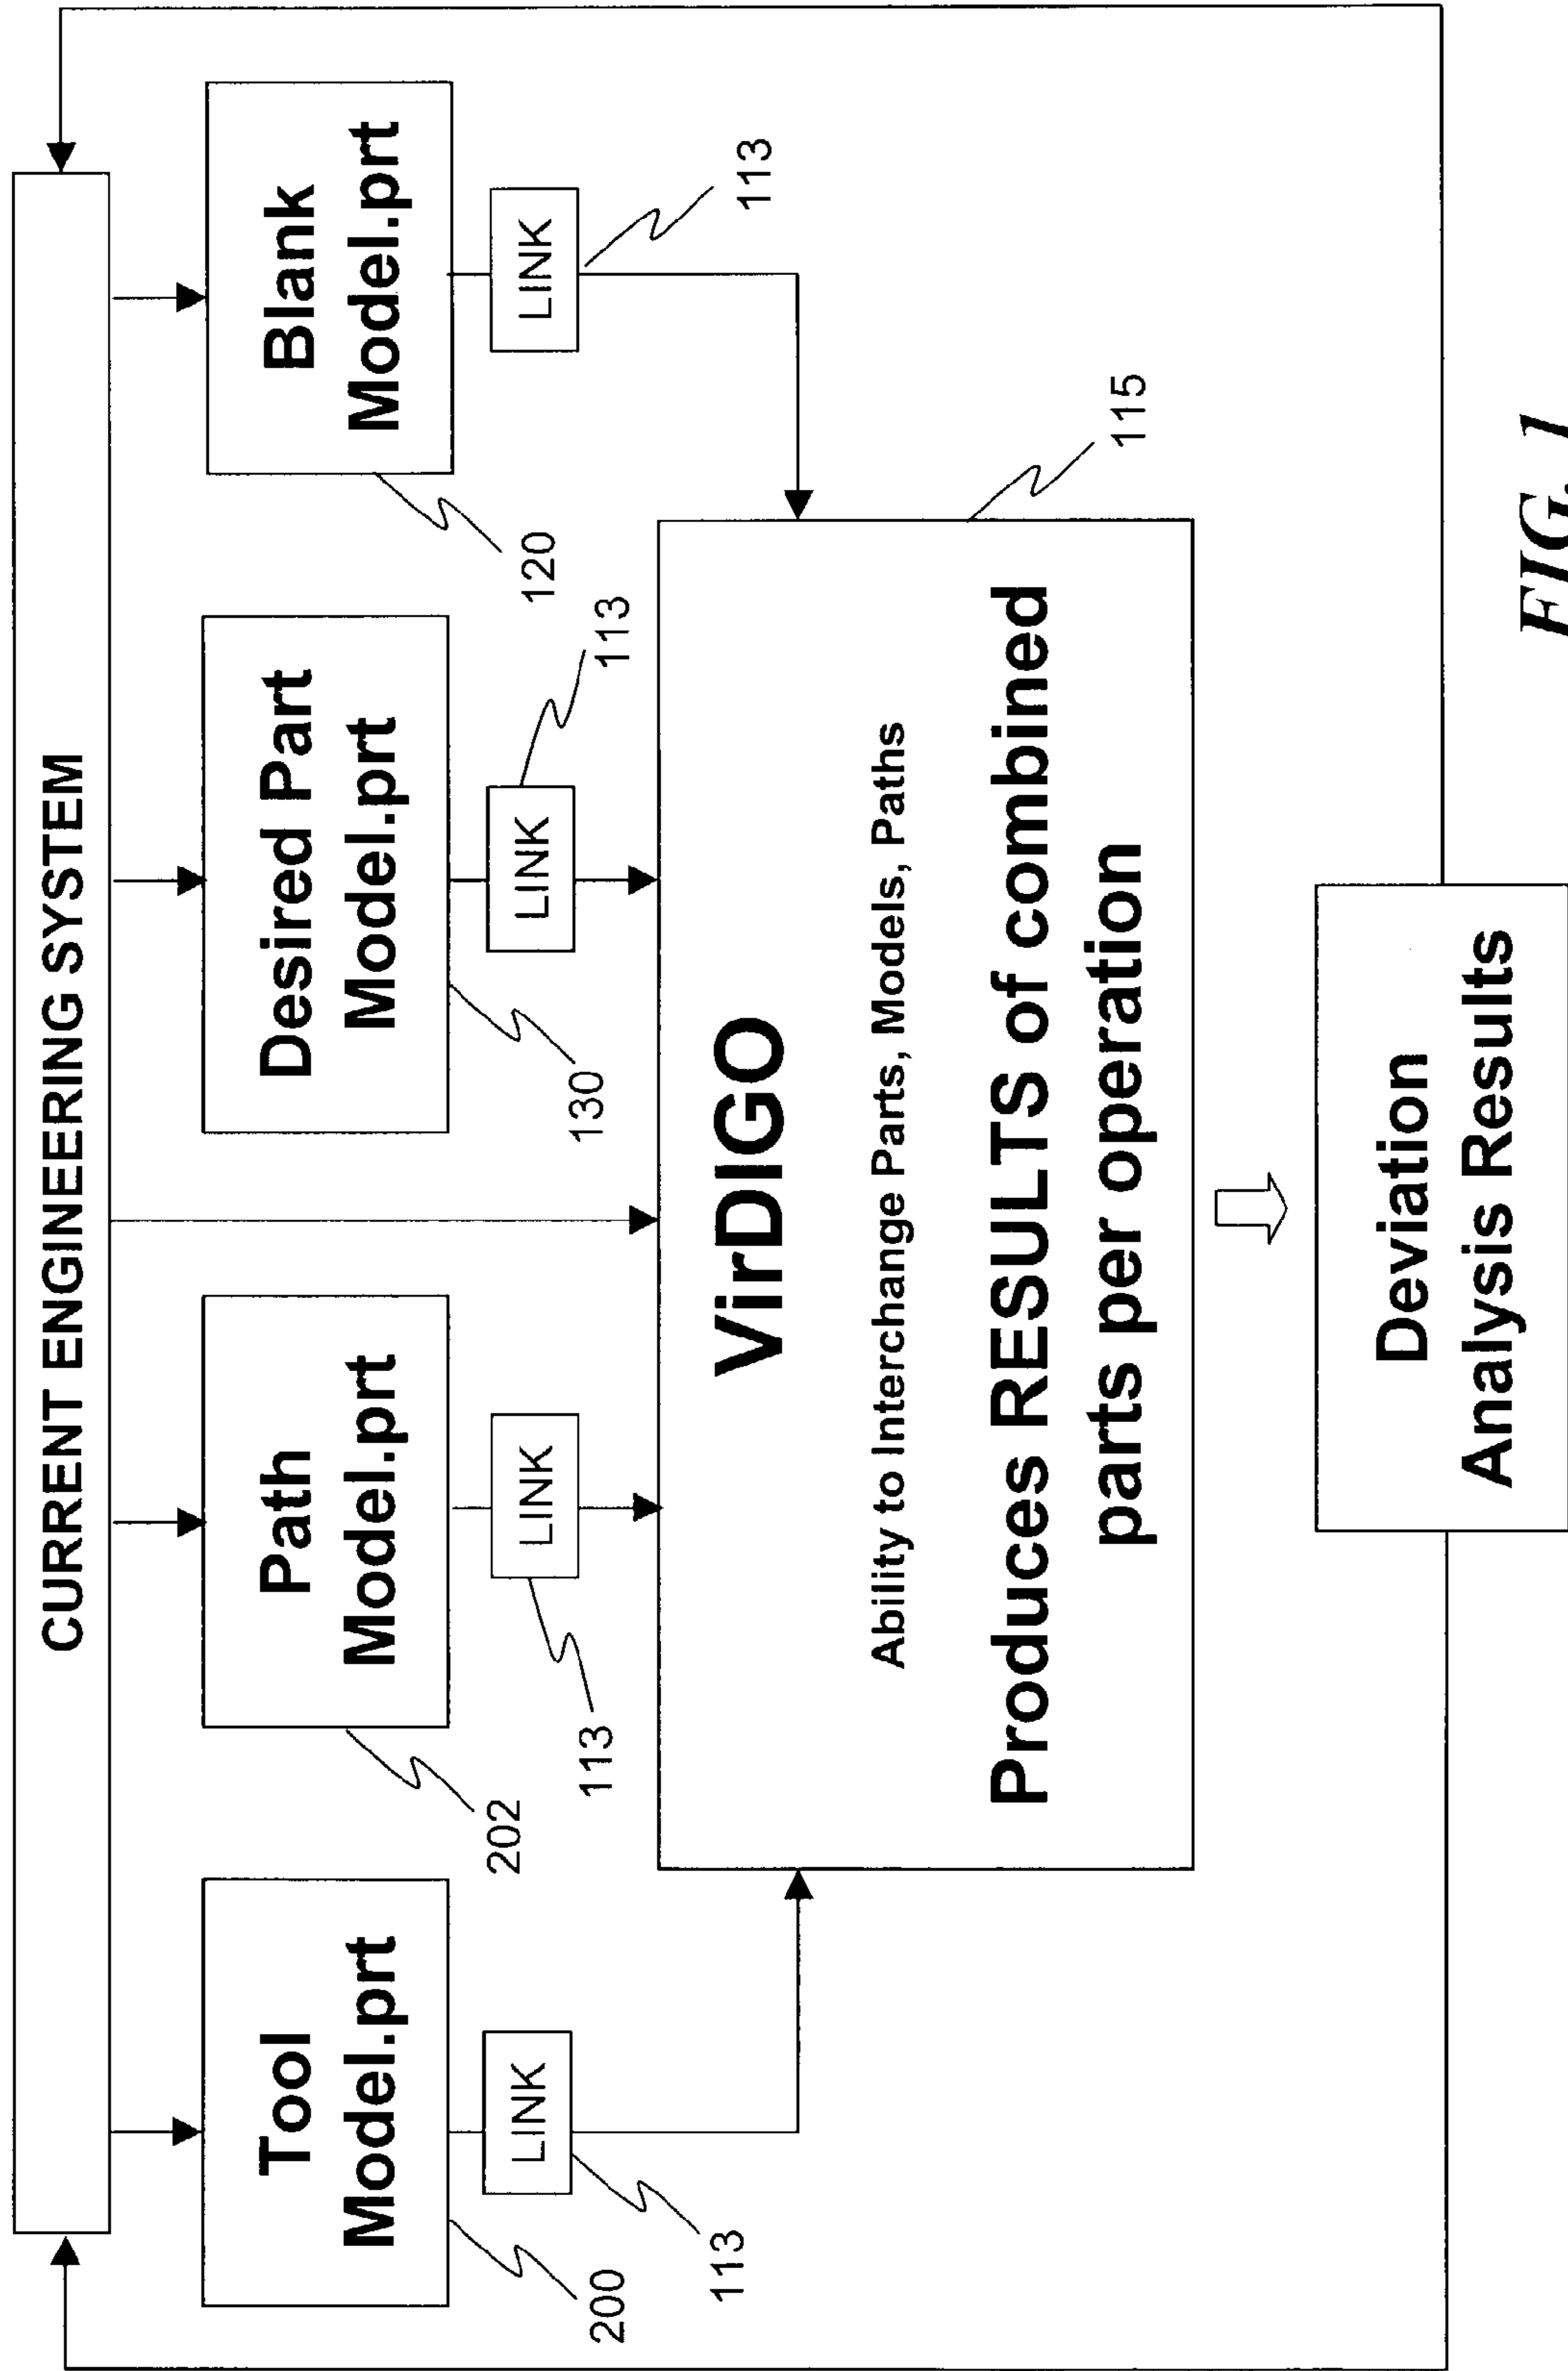 CURRENT ENGINEERING SYSTEM
Tool
Model.prt
Path
Model.prt
Desired Part
Model.prt
Blank
Model.prt
LINK
LINK
LINK
LINK
200
113
202
113
130
113
120
113
VirDIGO
Ability to Interchange Parts, Models, Paths
Produces RESULTS of combined
parts per operation
115
Deviation
Analysis Results
FIG. 1